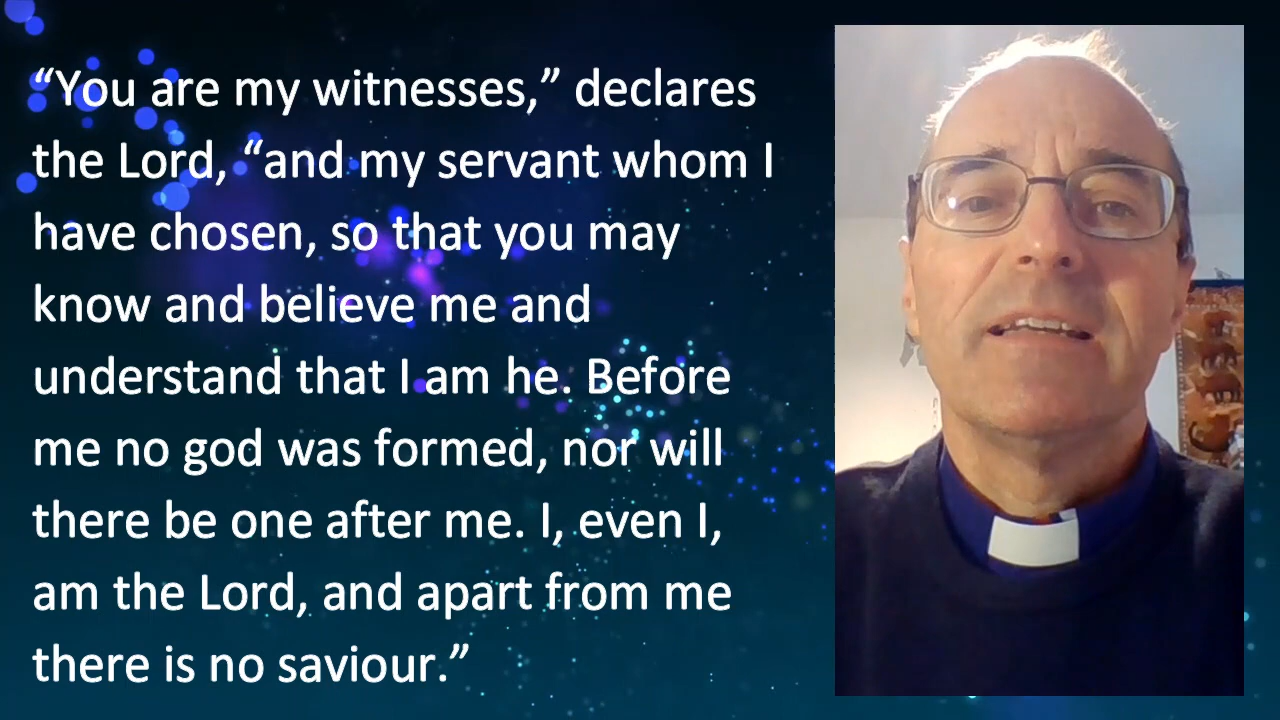 “You are my witnesses,” declares
the Lord, “and my servant whom I
have chosen, so that you may
know and believe me and
understand that I am he. Before
me no god was formed, nor will
there be one after me. I, even I,
am the Lord, and apart from me
there is no saviour.”